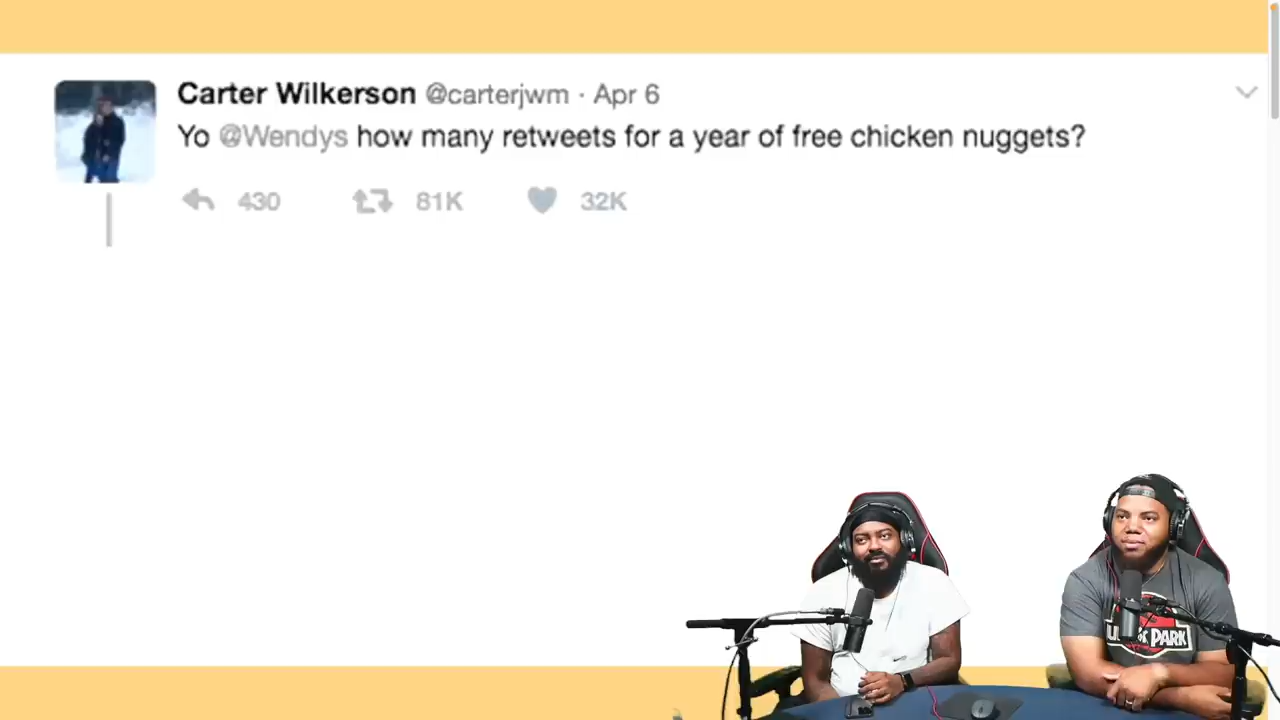 Carter Wilkerson @carterjwm · Apr 6
Yo @Wendys how many retweets for a year of free chicken nuggets?
430 81K 32K
PARK